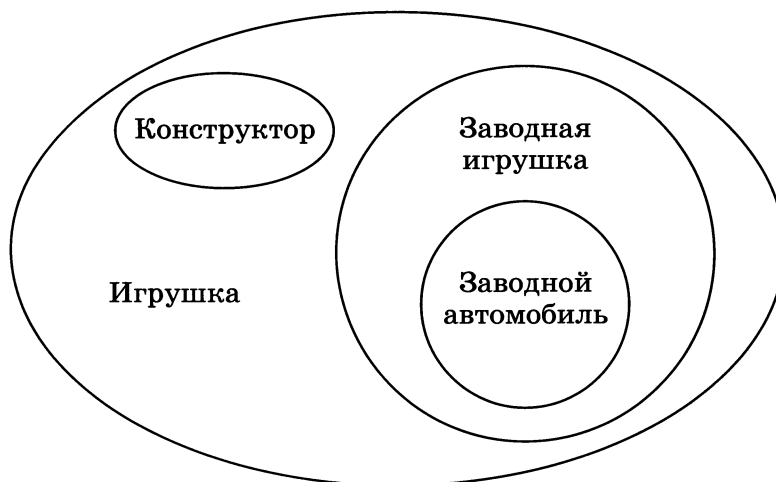 Конструктор
Заводная
игрушка
Игрушка
Заводной
автомобиль